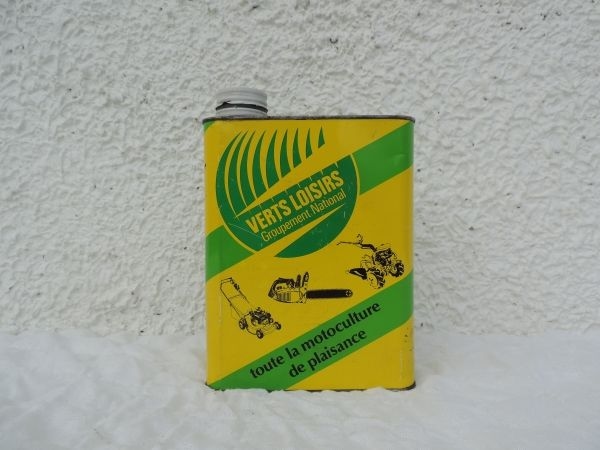 VERTS LOISIRS
Groupement National
toute la motoculture
de plaisance